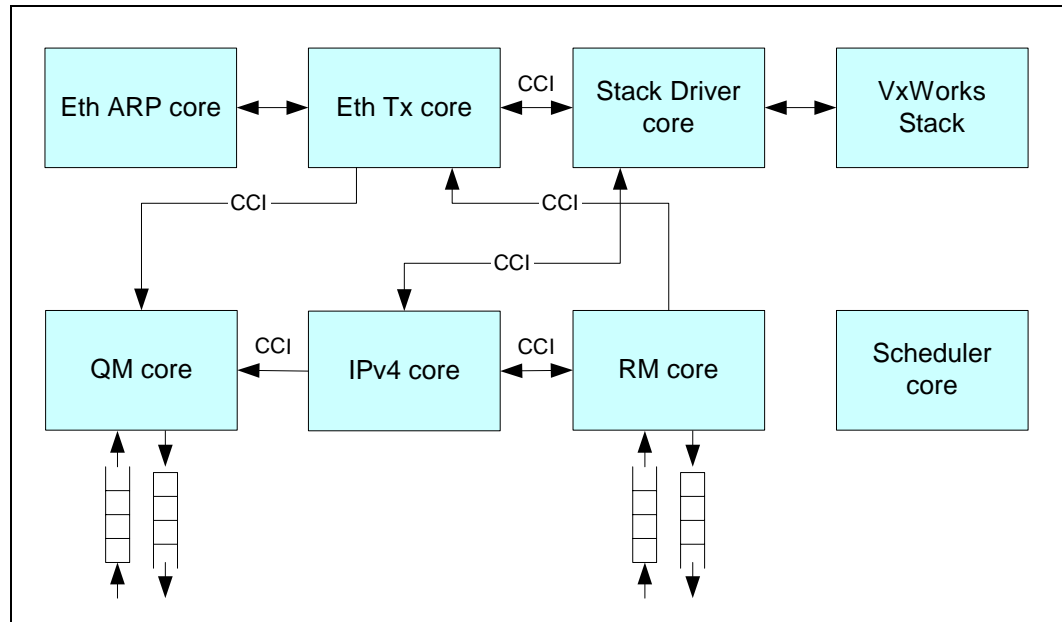 Eth ARP core
Eth Tx core
CCI
Stack Driver
core
VxWorks
Stack
CCI
CCI
CCI
QM core
CCI
IPv4 core
CCI
RM core
Scheduler
core